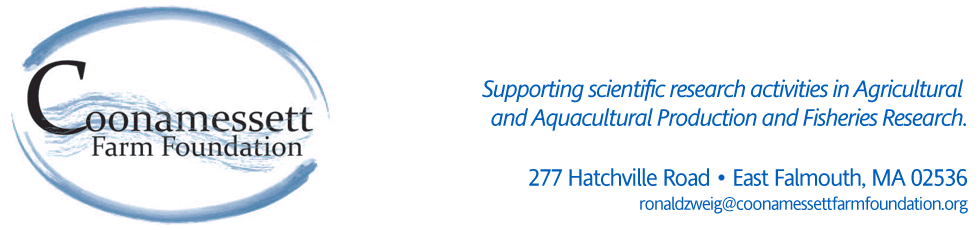 Coonamessett
Farm Foundation
Supporting scientific research activities in Agricultural
and Aquacultural Production and Fisheries Research.
277 Hatchville Road • East Falmouth, MA 02536
ronaldzweig@coonamessettfarmfoundation.org